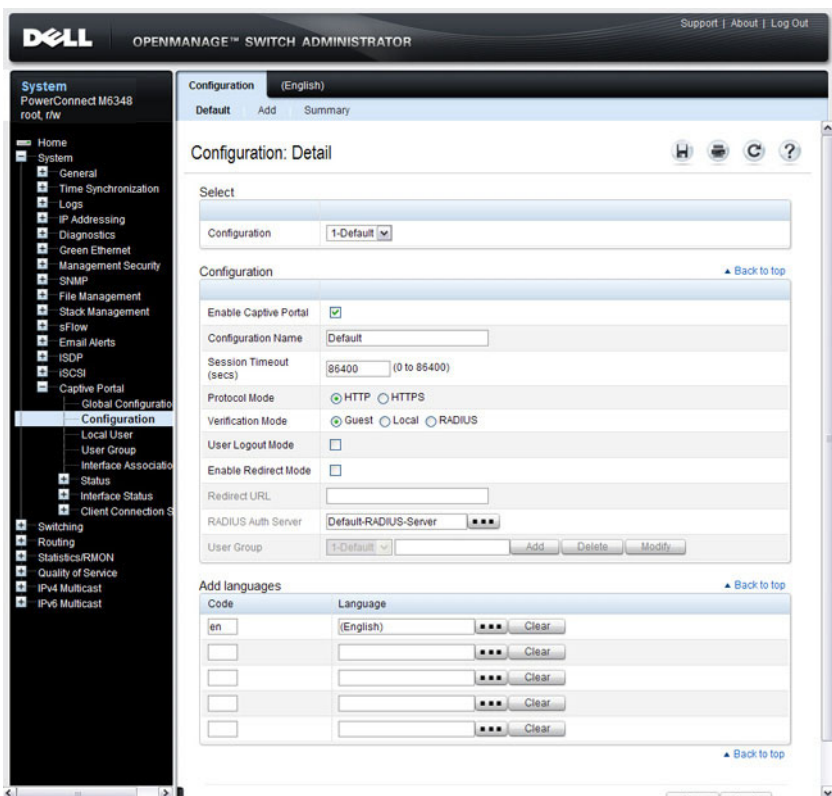 Support | About | Log Out
DELL
OPENMANAGE™ SWITCH ADMINISTRATOR
System
PowerConnect M6348
root, r/w
Home
System
General
Time Synchronization
Logs
IP Addressing
Diagnostics
Green Ethernet
Management Security
SNMP
File Management
Stack Management
sFlow
Email Alerts
ISDP
iSCSI
Captive Portal
Global Configuratio
Configuration
Local User
User Group
Interface Associatio
Status
Interface Status
Client Connection S
Switching
Routing
Statistics/RMON
Quality of Service
IPv4 Multicast
IPv6 Multicast
Configuration (English)
Default Add Summary
Configuration: Detail
Select
Configuration 1-Default
Configuration Back to top
Enable Captive Portal
Configuration Name Default
Session Timeout (secs) 86400 (0 to 86400)
Protocol Mode HTTP HTTPS
Verification Mode Guest Local RADIUS
User Logout Mode
Enable Redirect Mode
Redirect URL
RADIUS Auth Server Default-RADIUS-Server
User Group 1-Default Add Delete Modify
Add languages Back to top
Code Language
en (English) Clear
Clear
Clear
Clear
Clear
Back to top